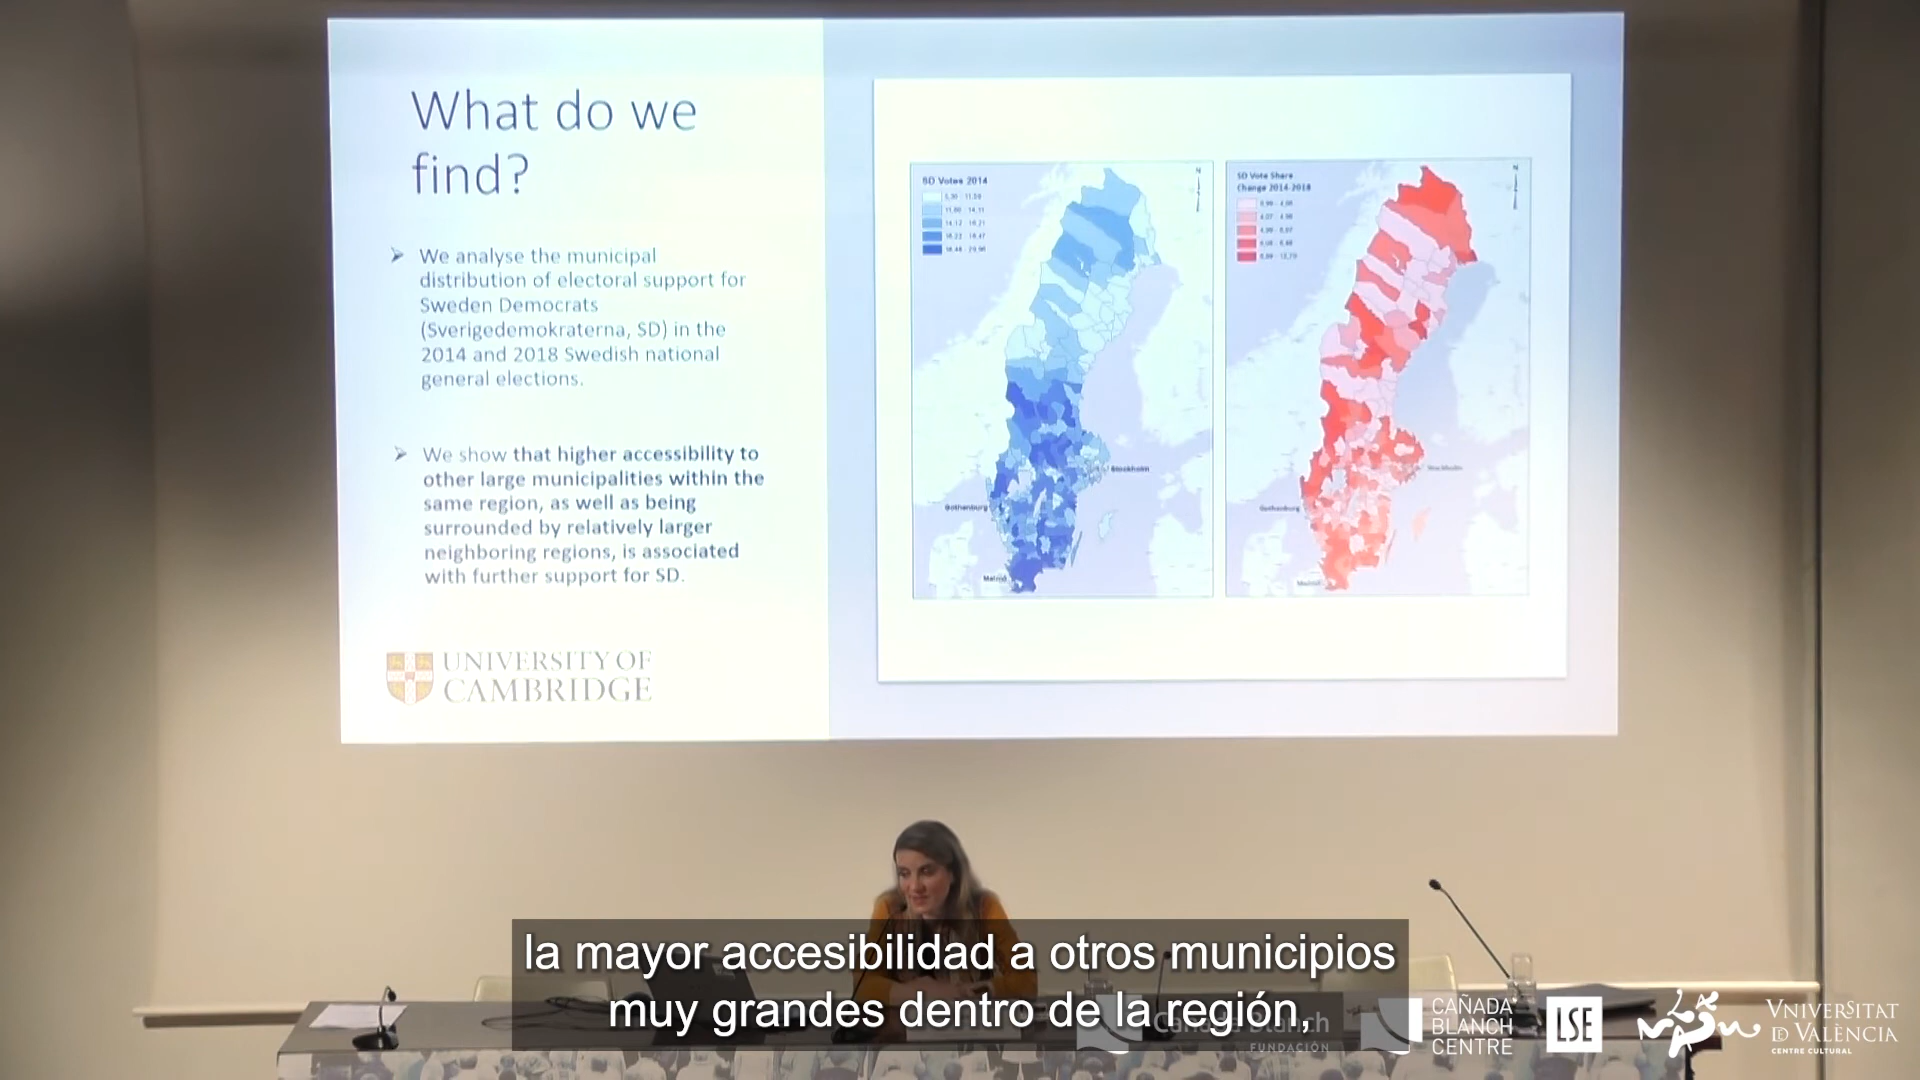 What do we
find?
We analyse the municipal
distribution of electoral support for
Sweden Democrats
(Sverigedemokraterna, SD) in the
2014 and 2018 Swedish national
general elections.
We show that higher accessibility to
other large municipalities within the
same region, as well as being
surrounded by relatively larger
neighboring regions, is associated
with further support for SD.
UNIVERSITY OF
CAMBRIDGE
SD Votes 2014
Stockholm
Gothenburg
Malmö
SD Vote Share
Change 2014-2018
Stockholm
Gothenburg
Malmö
la mayor accesibilidad a otros municipios
muy grandes dentro de la región,
Cañada Blanch
FUNDACIÓN
CAÑADA
BLANCH
CENTRE
LSE
VNIVERSITAT
ID VALÈNCIA
CENTRE CULTURAL